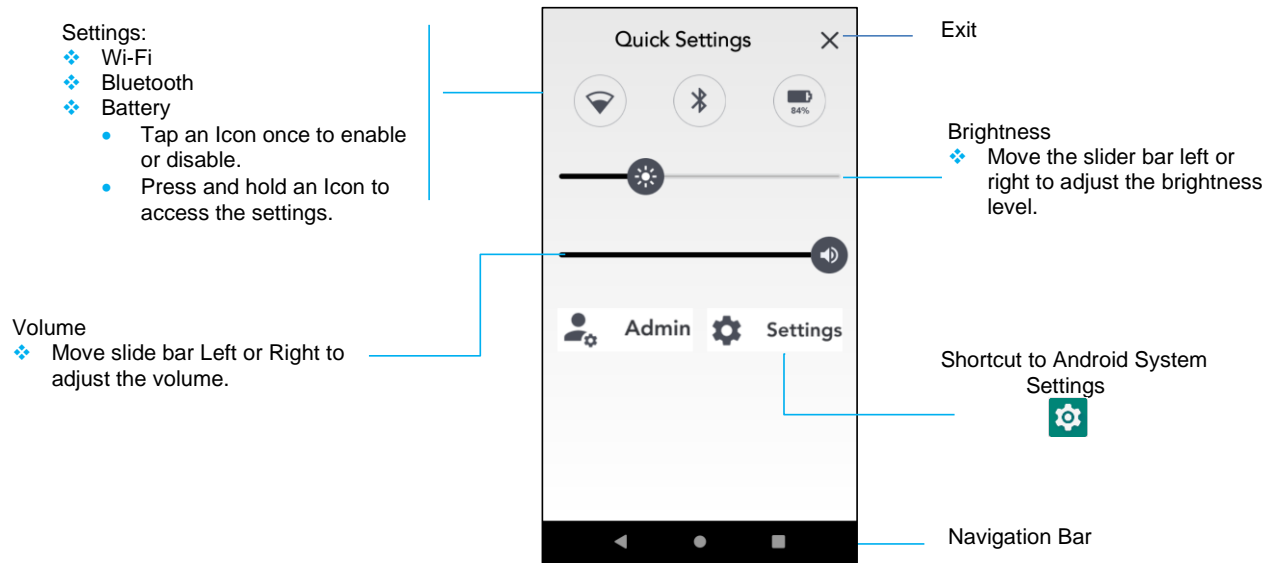 Settings:
❖ Wi-Fi
❖ Bluetooth
❖ Battery
• Tap an Icon once to enable
or disable.
• Press and hold an Icon to
access the settings.
Volume
❖ Move slide bar Left or Right to
adjust the volume.
Quick Settings
84%
Admin
Settings
Exit
Brightness
❖ Move the slider bar left or
right to adjust the brightness
level.
Shortcut to Android System
Settings
Navigation Bar